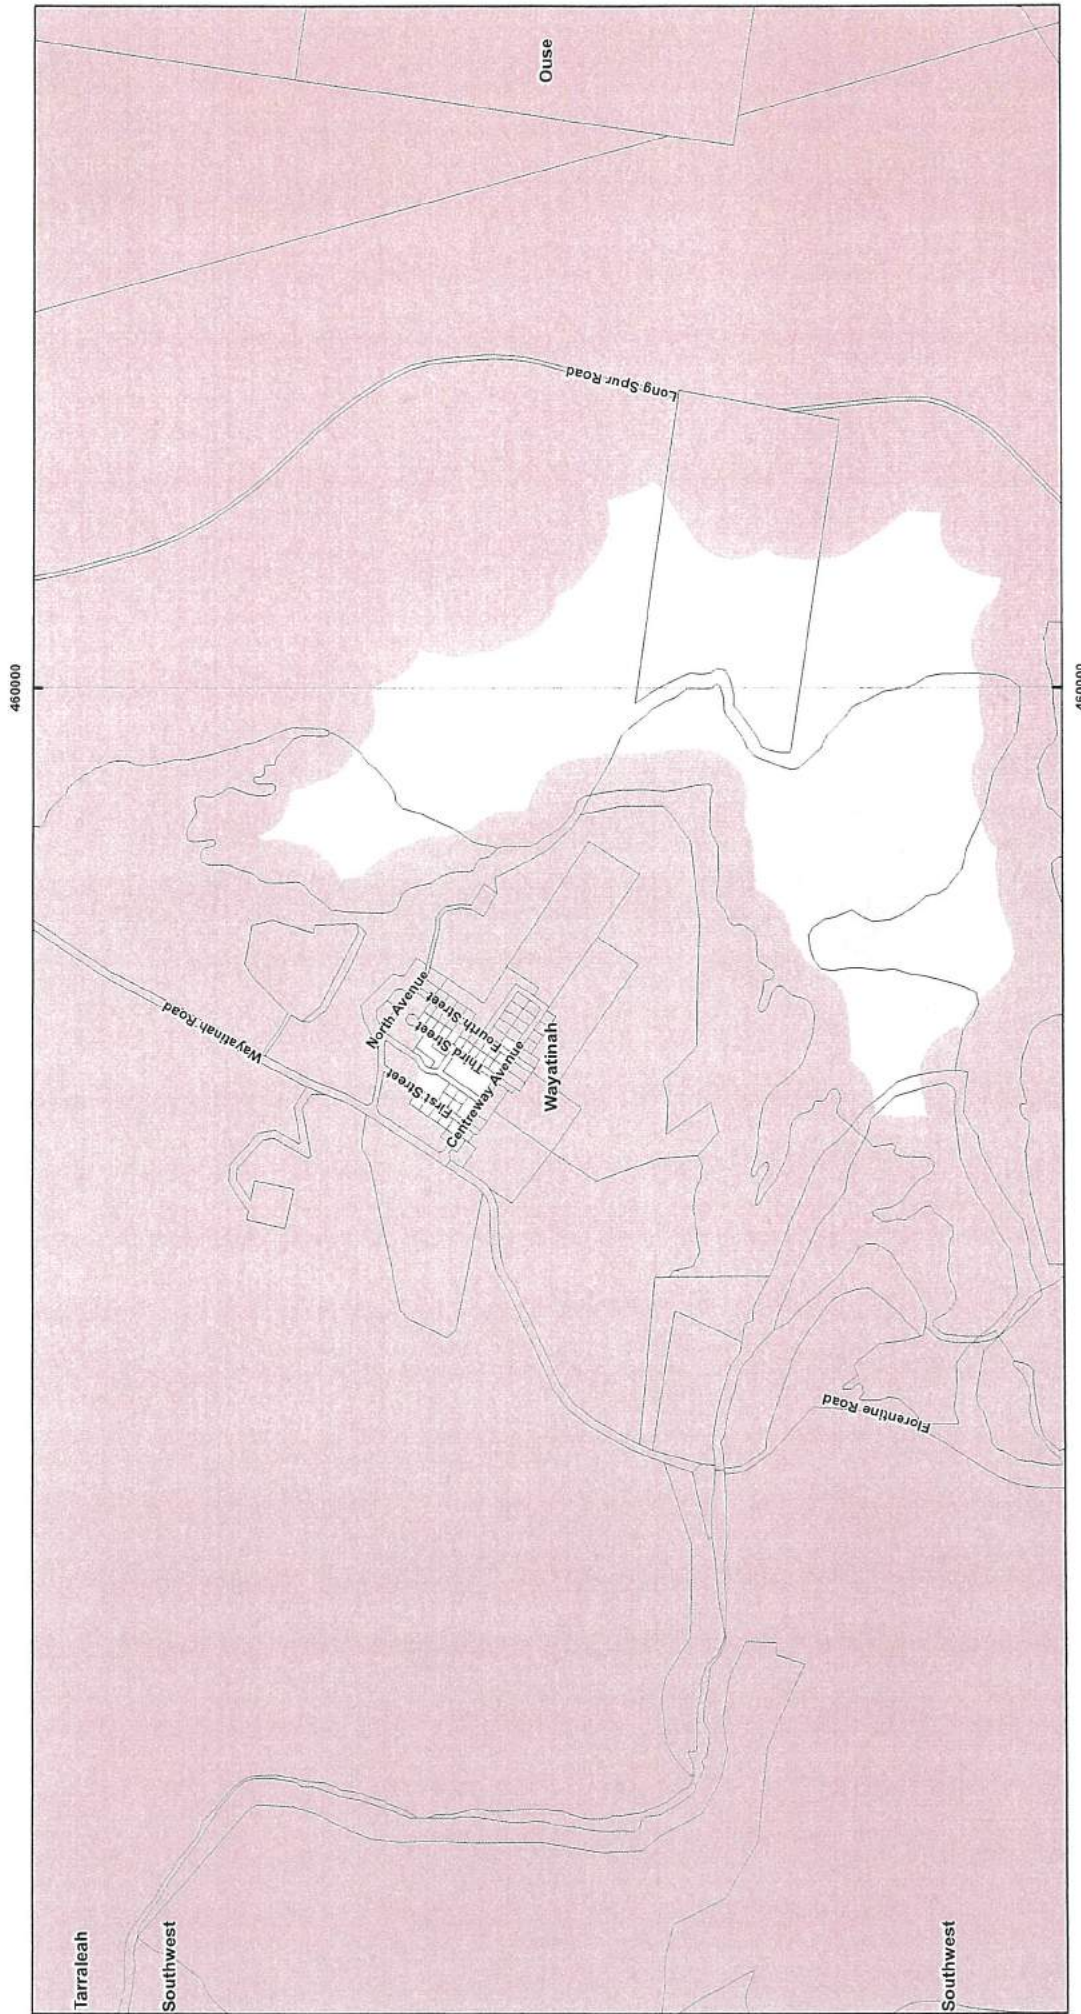 Tarraleah
Southwest
Southwest
Ouse
460000
460000
Long Spur Road
Wayatinah Road
North Avenue
Fourth Street
Third Street
First Street
Centreway Avenue
Wayatinah
Florentine Road